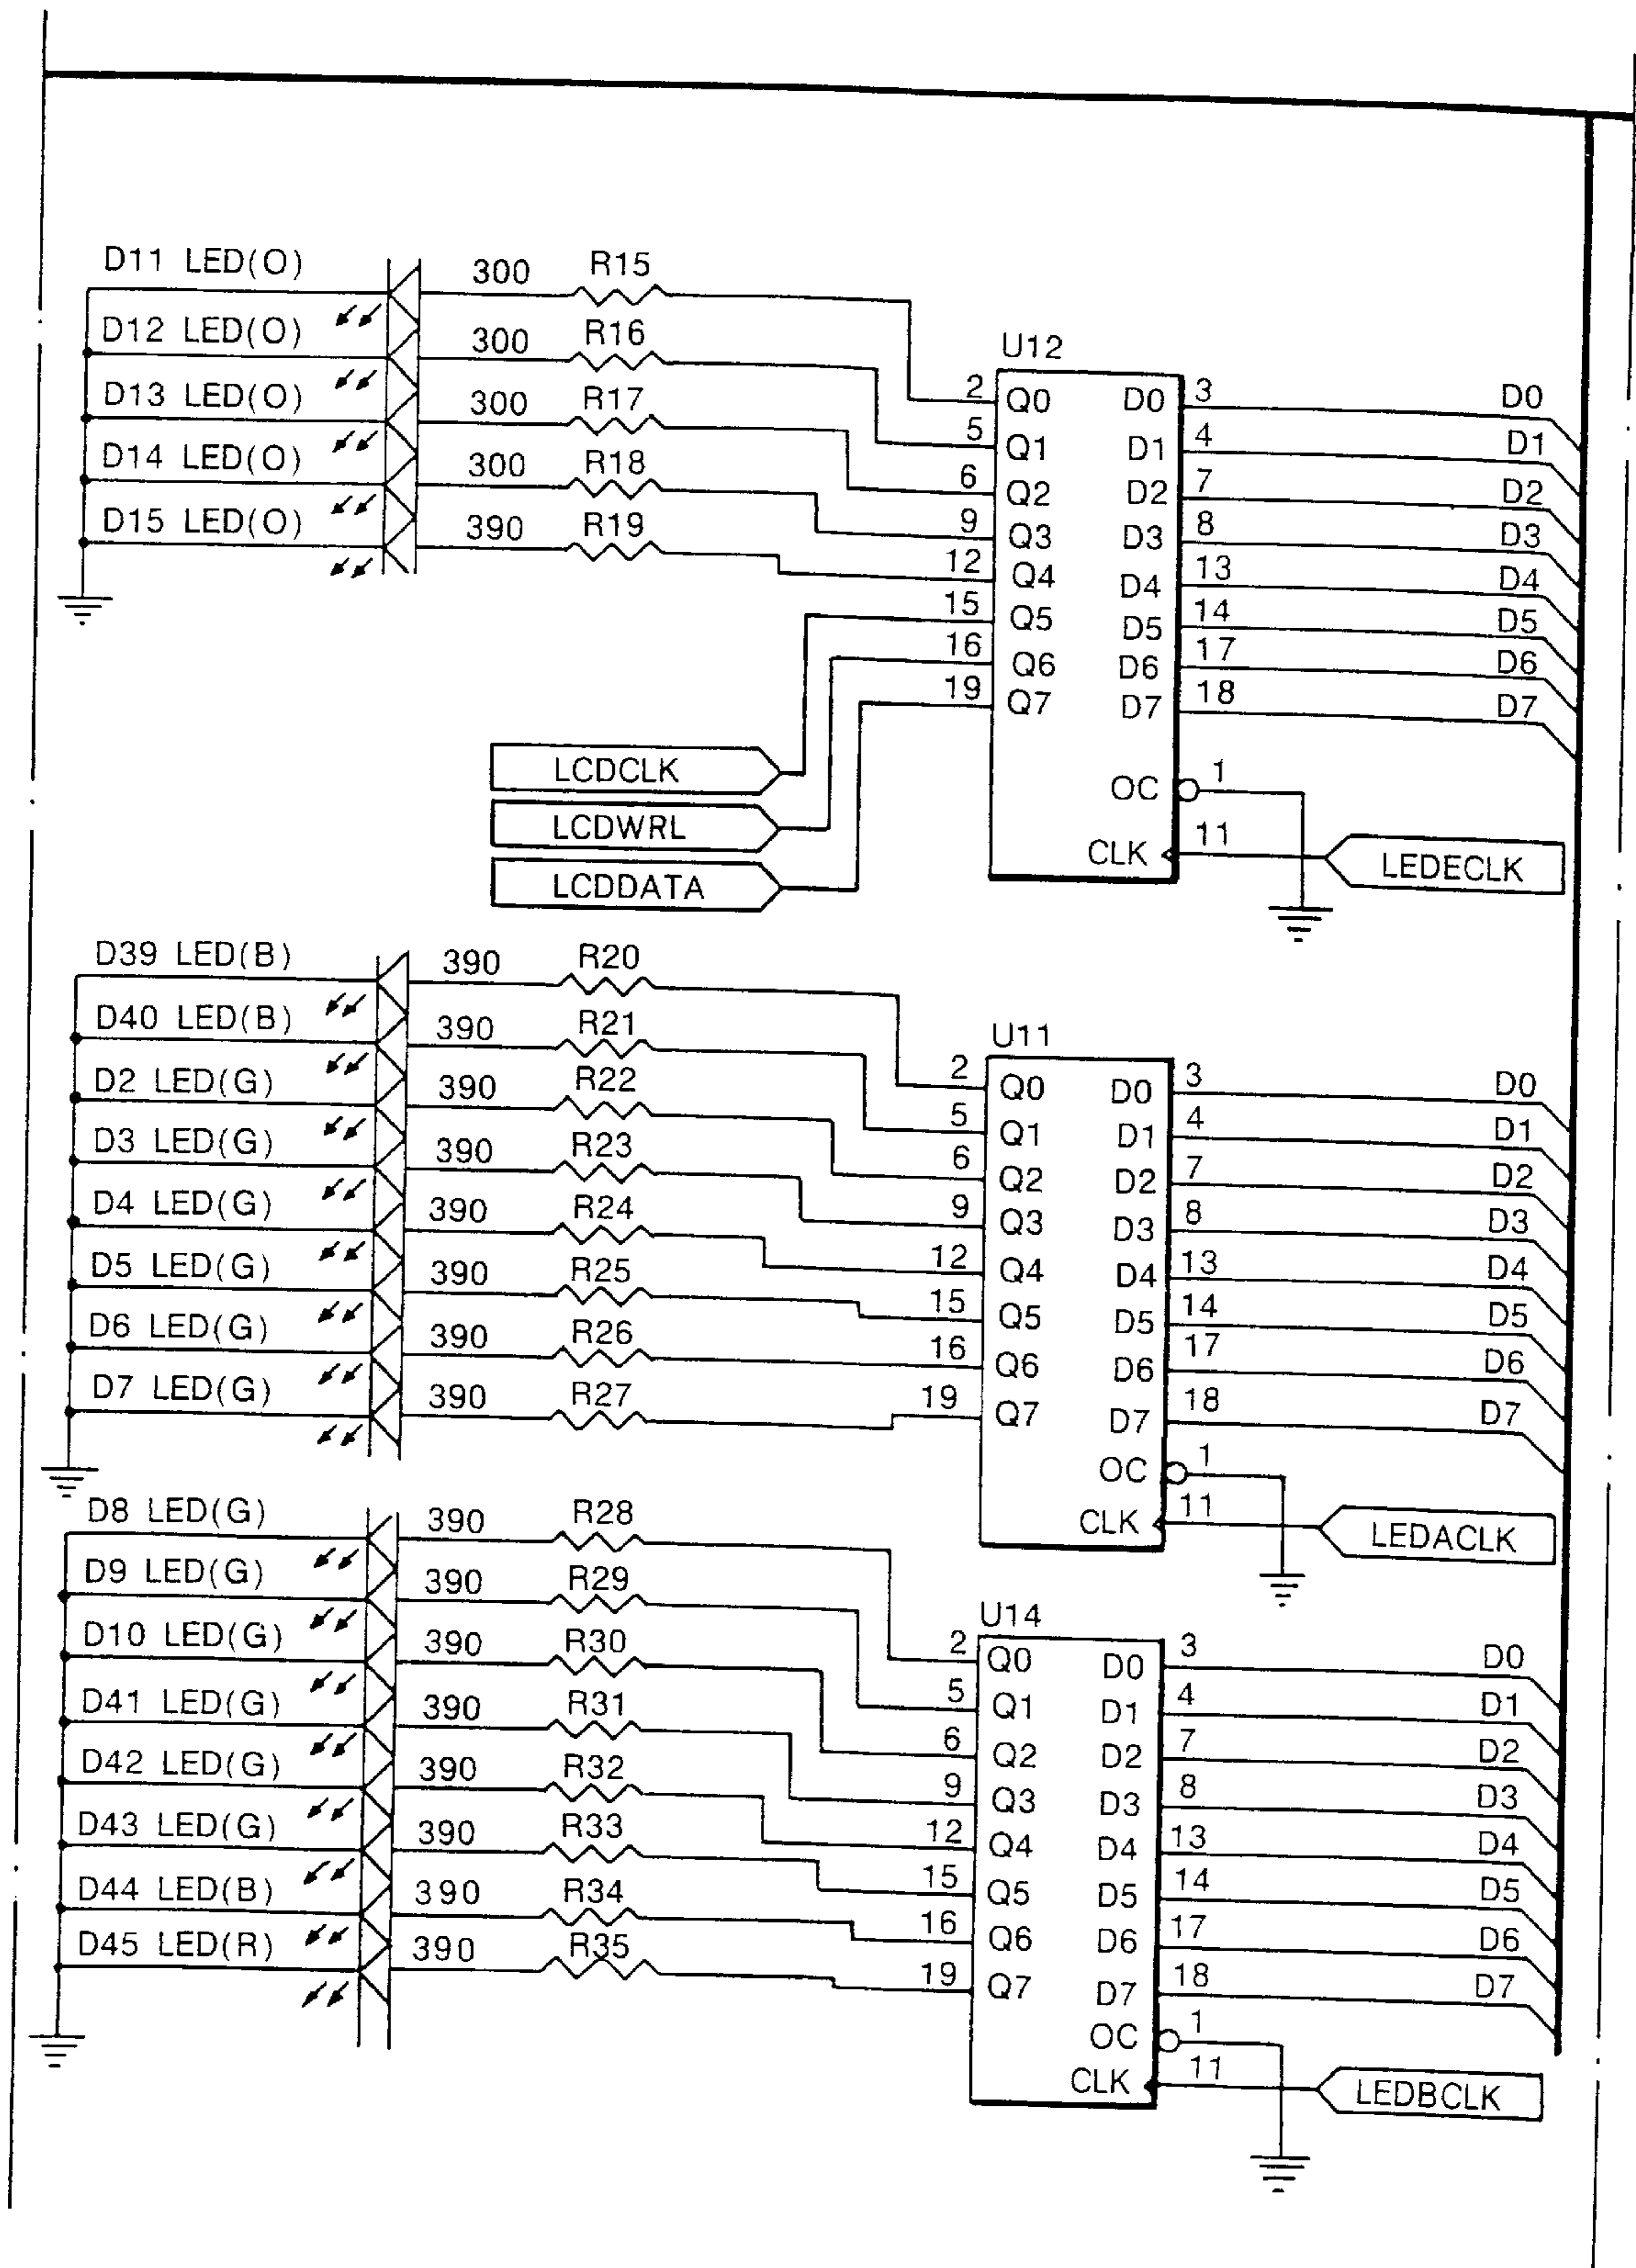 D11 LED(O) 300 R15
D12 LED(O) 300 R16
D13 LED(O) 300 R17
D14 LED(O) 300 R18
D15 LED(O) 390 R19
U12
2 Q0 D0 3 D0
5 Q1 D1 4 D1
6 Q2 D2 7 D2
9 Q3 D3 8 D3
12 Q4 D4 13 D4
15 Q5 D5 14 D5
16 Q6 D6 17 D6
19 Q7 D7 18 D7
LCDCLK
LCDWRL
LCDDATA
OC 1
CLK 11 LEDECLK
D39 LED(B) 390 R20
D40 LED(B) 390 R21
D2 LED(G) 390 R22
D3 LED(G) 390 R23
D4 LED(G) 390 R24
D5 LED(G) 390 R25
D6 LED(G) 390 R26
D7 LED(G) 390 R27
U11
2 Q0 D0 3 D0
5 Q1 D1 4 D1
6 Q2 D2 7 D2
9 Q3 D3 8 D3
12 Q4 D4 13 D4
15 Q5 D5 14 D5
16 Q6 D6 17 D6
19 Q7 D7 18 D7
OC 1
CLK 11 LEDACLK
D8 LED(G) 390 R28
D9 LED(G) 390 R29
D10 LED(G) 390 R30
D41 LED(G) 390 R31
D42 LED(G) 390 R32
D43 LED(G) 390 R33
D44 LED(B) 390 R34
D45 LED(R) 390 R35
U14
2 Q0 D0 3 D0
5 Q1 D1 4 D1
6 Q2 D2 7 D2
9 Q3 D3 8 D3
12 Q4 D4 13 D4
15 Q5 D5 14 D5
16 Q6 D6 17 D6
19 Q7 D7 18 D7
OC 1
CLK 11 LEDBCLK